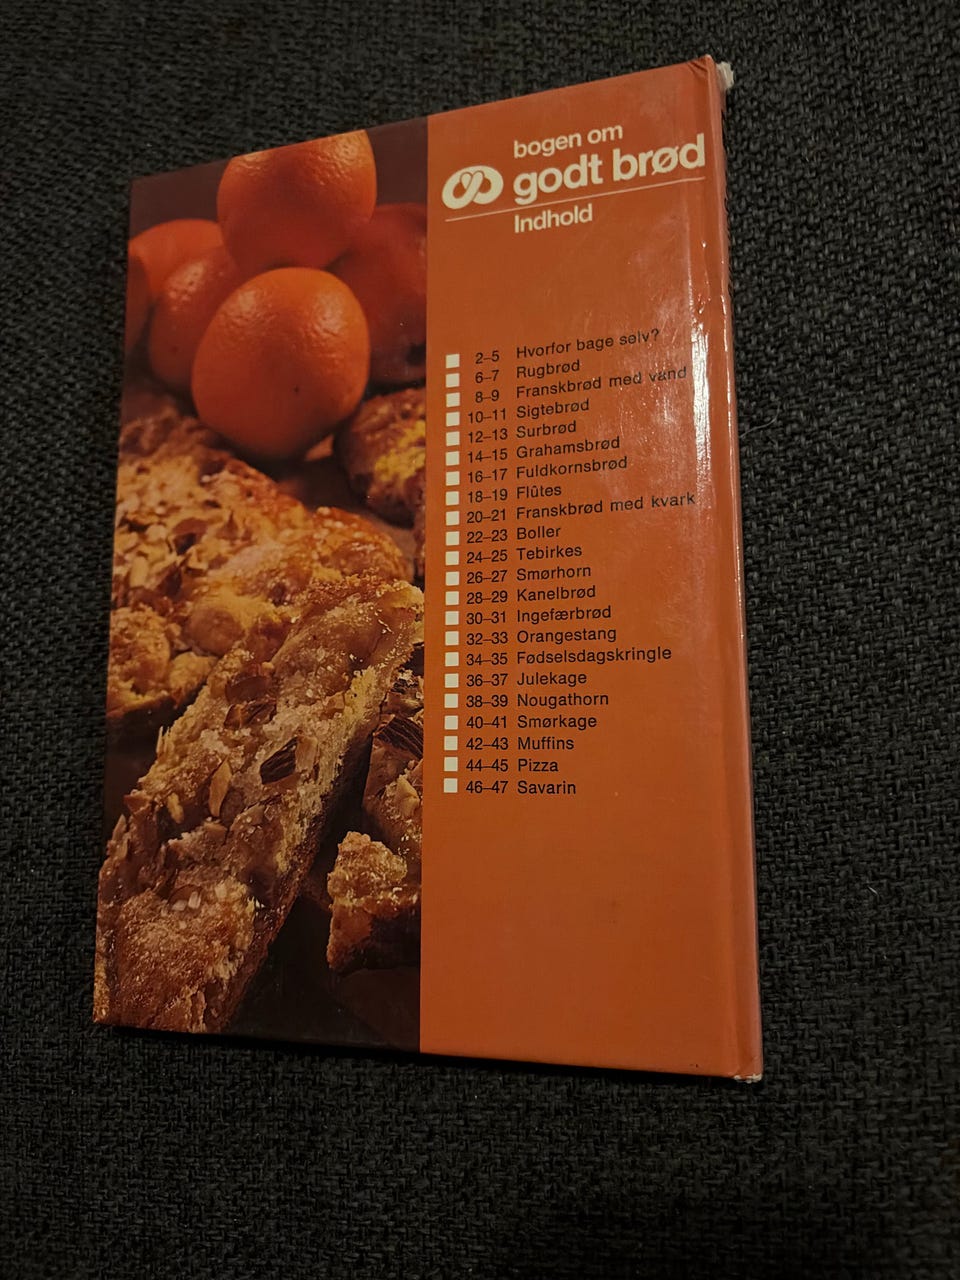 bogen om
godt brød
Indhold
2–5 Hvorfor bage selv?
6–7 Rugbrød
8–9 Franskbrød med vand
10–11 Sigtebrød
12–13 Surbrød
14–15 Grahamsbrød
16–17 Fuldkornsbrød
18–19 Flûtes
20–21 Franskbrød med kvark
22–23 Boller
24–25 Tebirkes
26–27 Smørhorn
28–29 Kanelbrød
30–31 Ingefærbrød
32–33 Orangestang
34–35 Fødselsdagskringle
36–37 Julekage
38–39 Nougathorn
40–41 Smørkage
42–43 Muffins
44–45 Pizza
46–47 Savarin